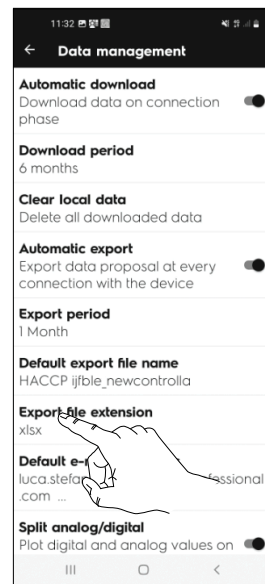 11:32
Data management
Automatic download
Download data on connection
phase
Download period
6 months
Clear local data
Delete all downloaded data
Automatic export
Export data proposal at every
connection with the device
Export period
1 Month
Default export file name
HACCP ijfble_newcontrolla
Export file extension
xlsx
Default
.com ...
Split analog/digital
Plot digital and analog values on